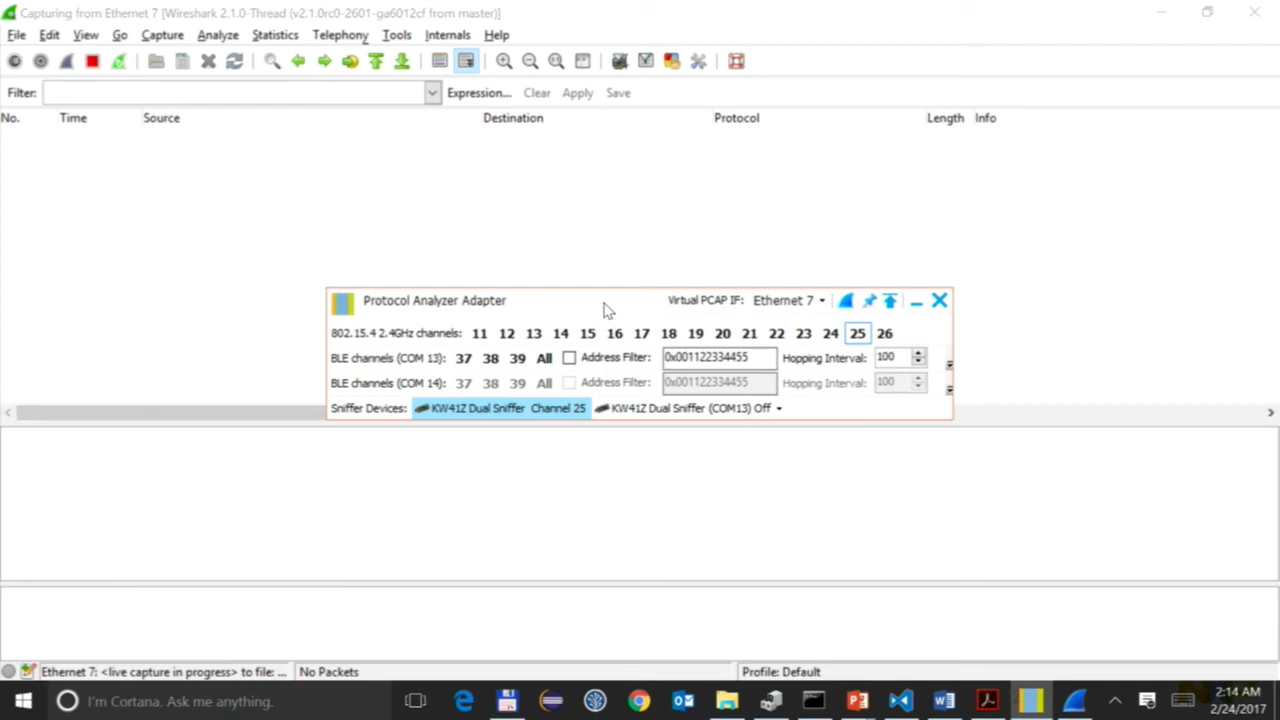 Capturing from Ethernet 7 [Wireshark 2.1.0-Thread (v2.1.0rc0-2601-ga6012cf from master)]
File Edit View Go Capture Analyze Statistics Telephony Tools Internals Help
Filter: Expression... Clear Apply Save
No. Time Source Destination Protocol Length Info
Protocol Analyzer Adapter Virtual PCAP IF: Ethernet 7
802.15.4 2.4GHz channels: 11 12 13 14 15 16 17 18 19 20 21 22 23 24 25 26
BLE channels (COM 13): 37 38 39 All Address Filter: 0x001122334455 Hopping Interval: 100
BLE channels (COM 14): 37 38 39 All Address Filter: 0x001122334455 Hopping Interval: 100
Sniffer Devices: KW41Z Dual Sniffer Channel 25 KW41Z Dual Sniffer (COM13) Off
Ethernet 7: <live capture in progress> to file: ... No Packets Profile: Default
I'm Cortana. Ask me anything.
2:14 AM
2/24/2017